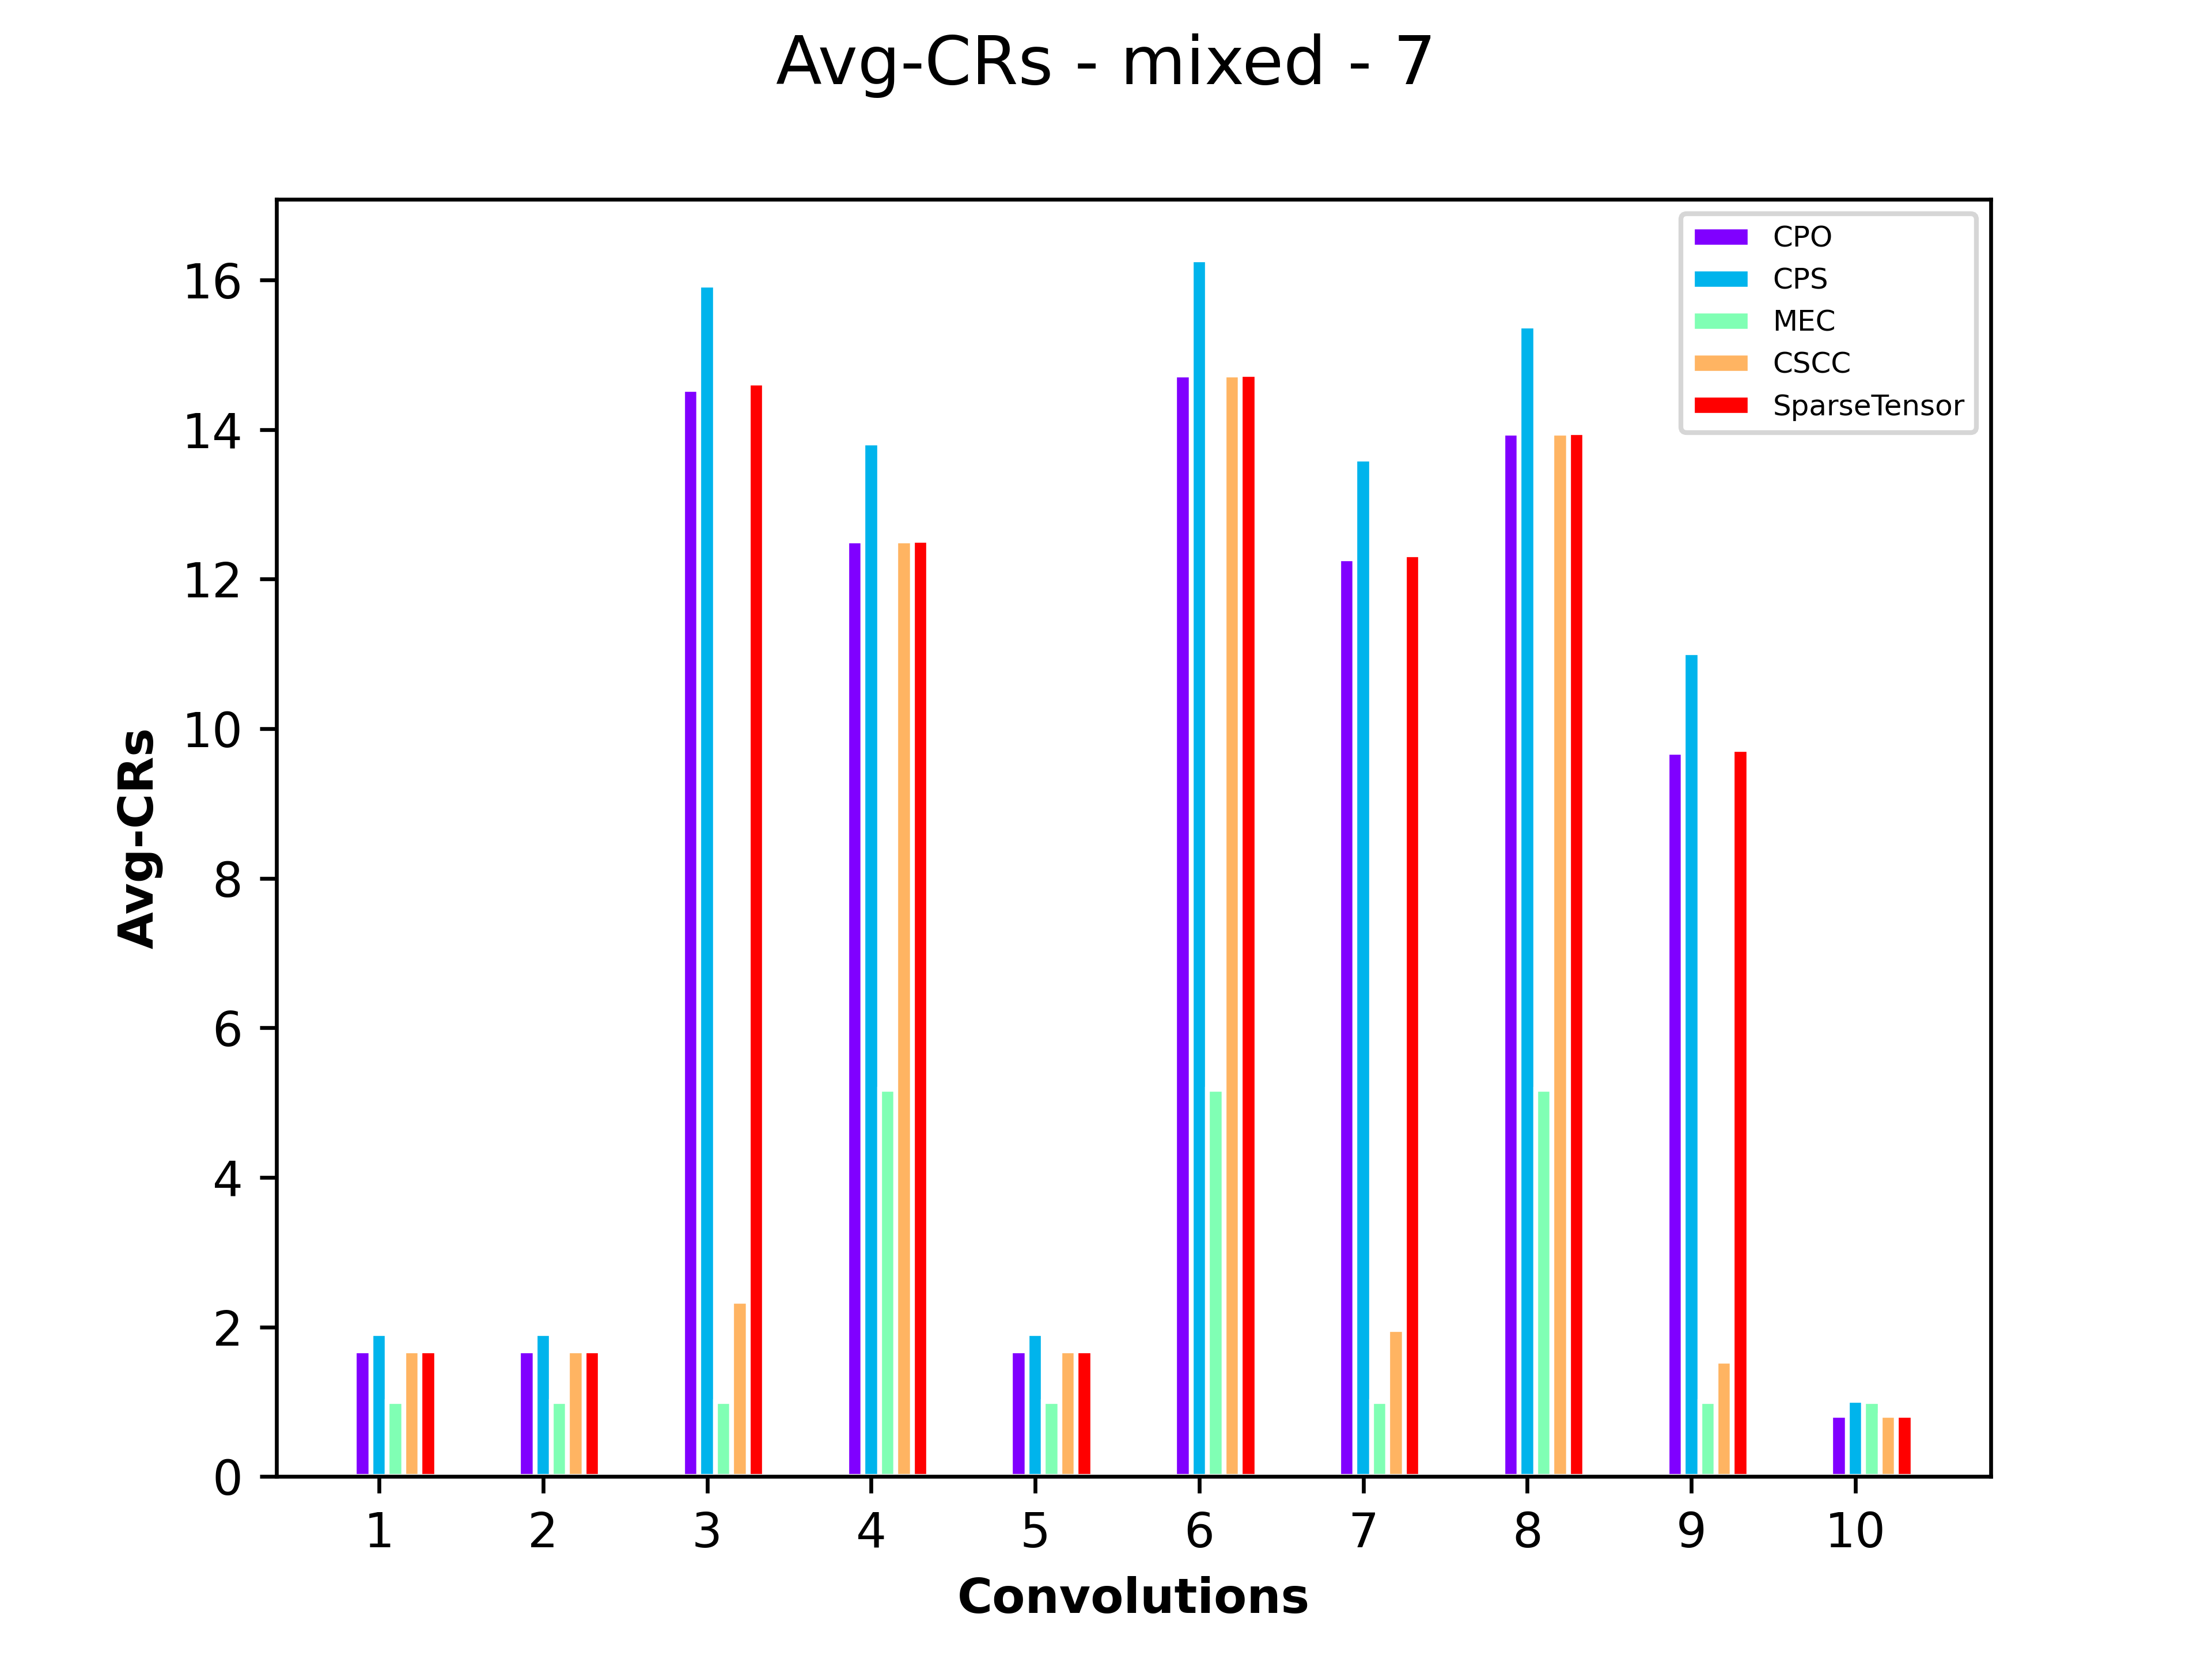 Avg-CRs - mixed - 7
CPO
CPS
MEC
CSCC
SparseTensor
16
14
12
10
8
6
4
2
0
Avg-CRs
1 2 3 4 5 6 7 8 9 10
Convolutions